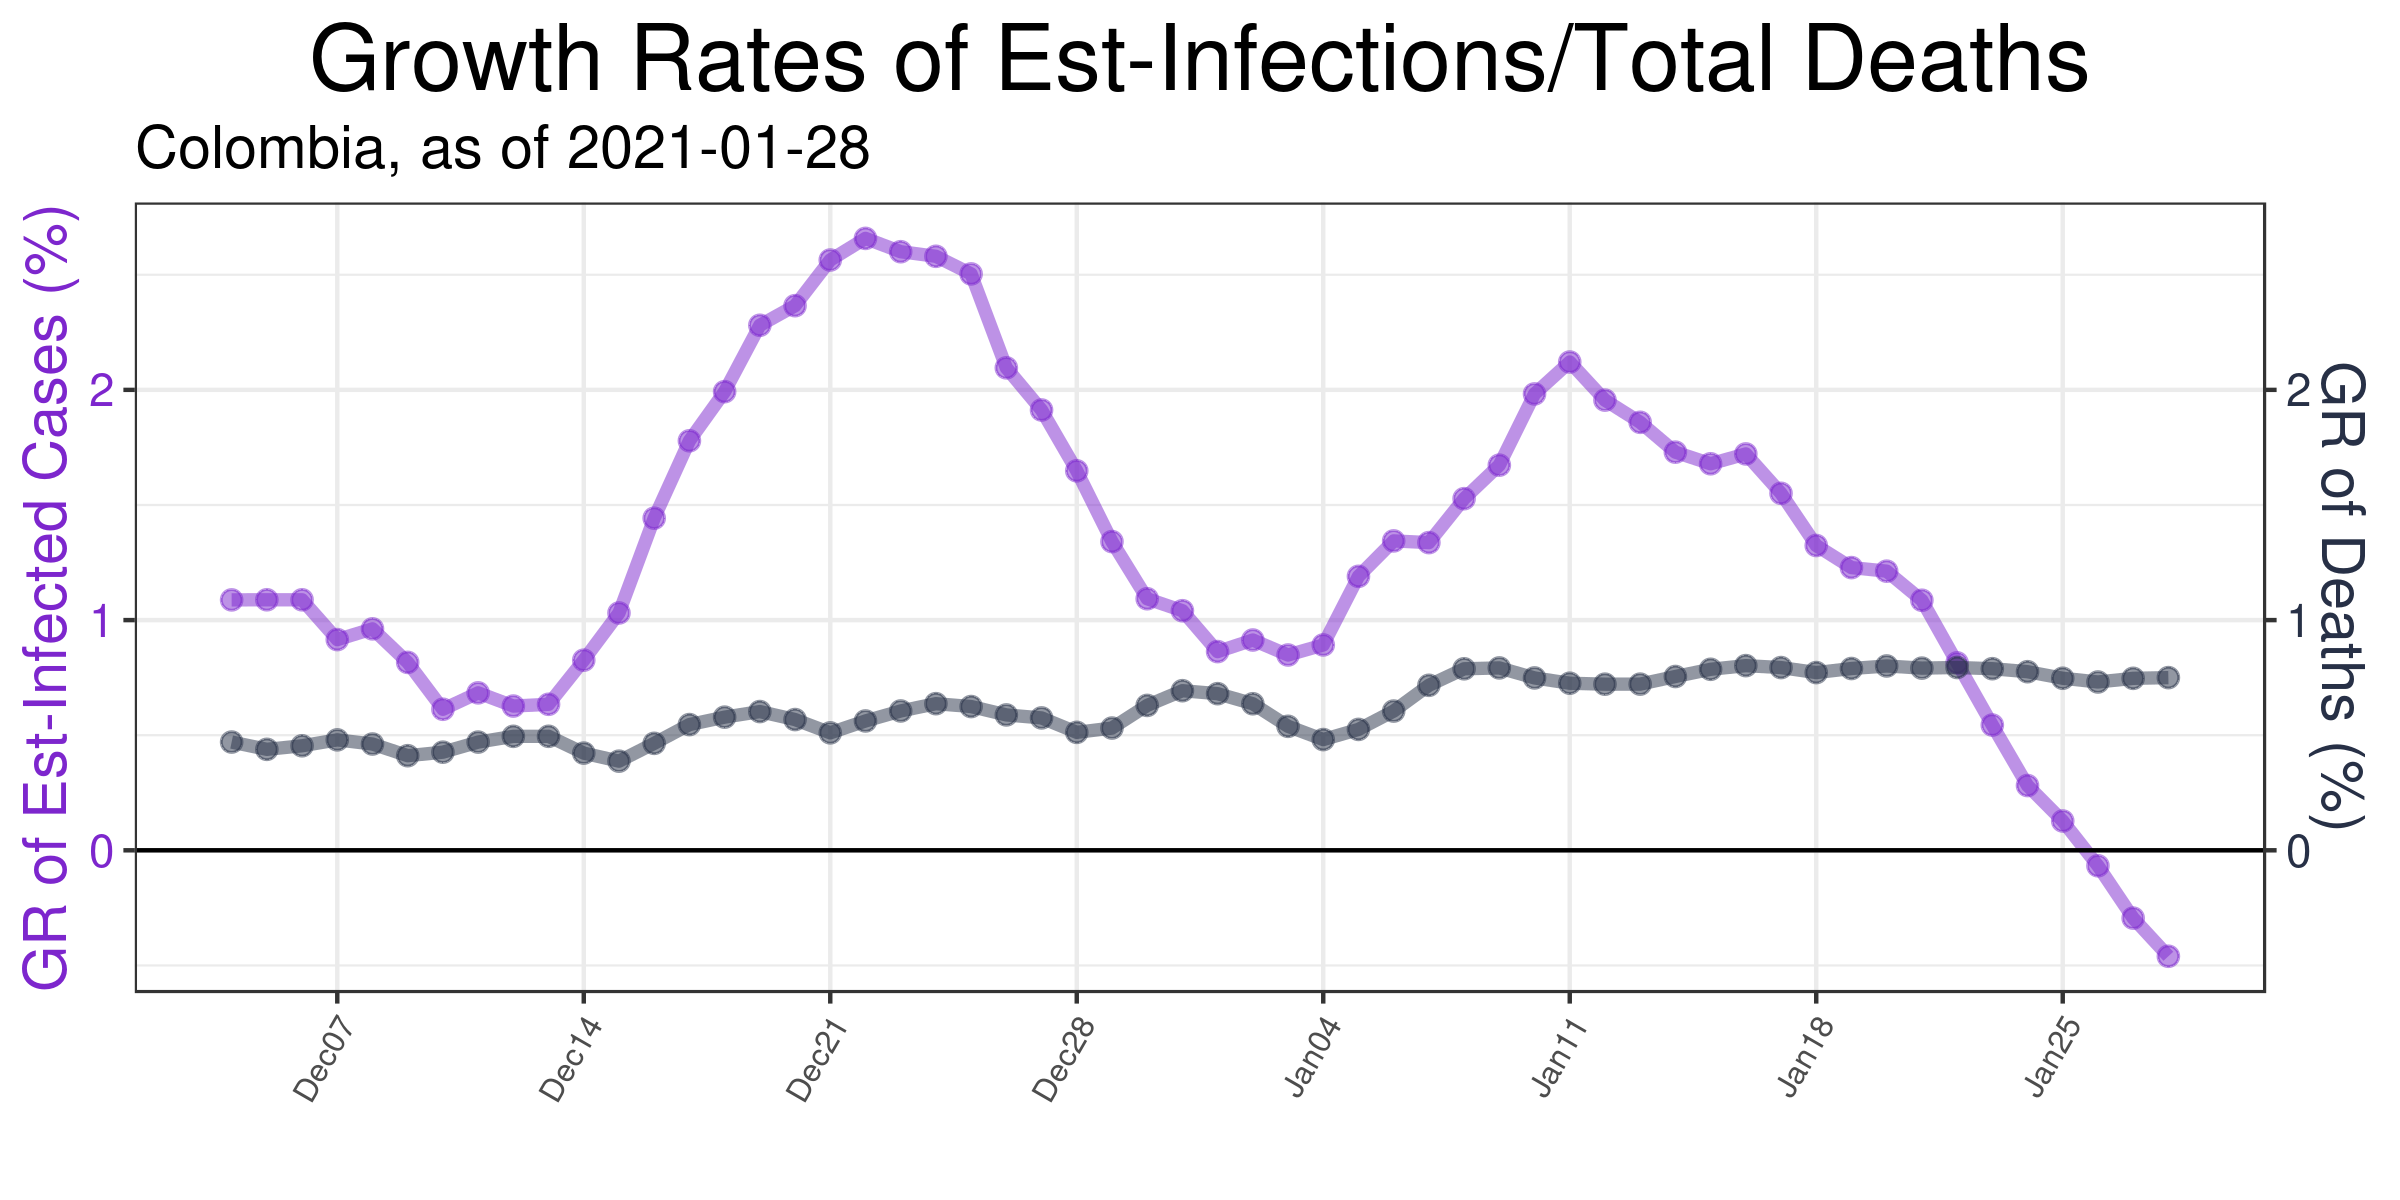 Growth Rates of Est-Infections/Total Deaths
Colombia, as of 2021-01-28
GR of Est-Infected Cases (%)
2
1
0
2
1
0
GR of Deaths (%)
Dec07
Dec14
Dec21
Dec28
Jan04
Jan11
Jan18
Jan25